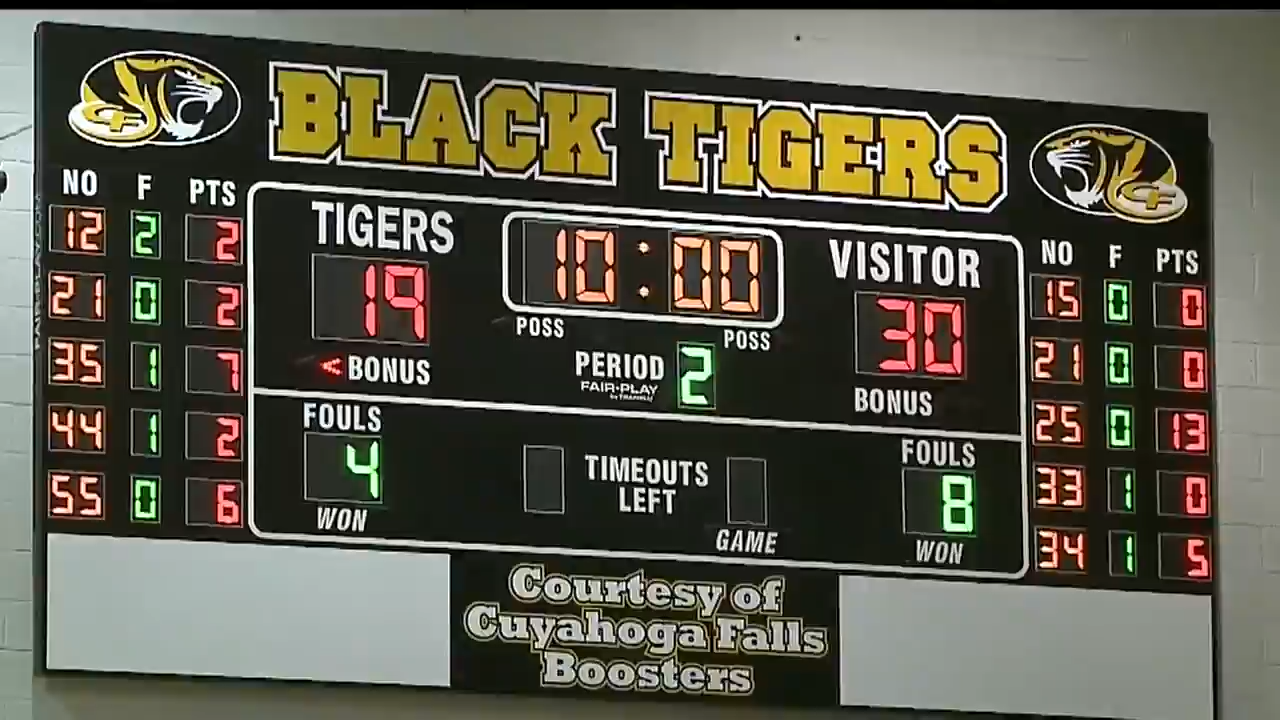 BLACK TIGERS
NO F PTS
12 2 2
21 0 2
35 1 7
44 1 2
55 0 6
TIGERS
19
< BONUS
10:00
POSS POSS
PERIOD 2
FAIR-PLAY
VISITOR
30
BONUS
FOULS
4
WON
TIMEOUTS
LEFT
GAME
FOULS
8
WON
NO F PTS
15 0 0
21 0 0
25 0 13
33 1 0
34 1 5
CF
CF
Courtesy of
Cuyahoga Falls
Boosters